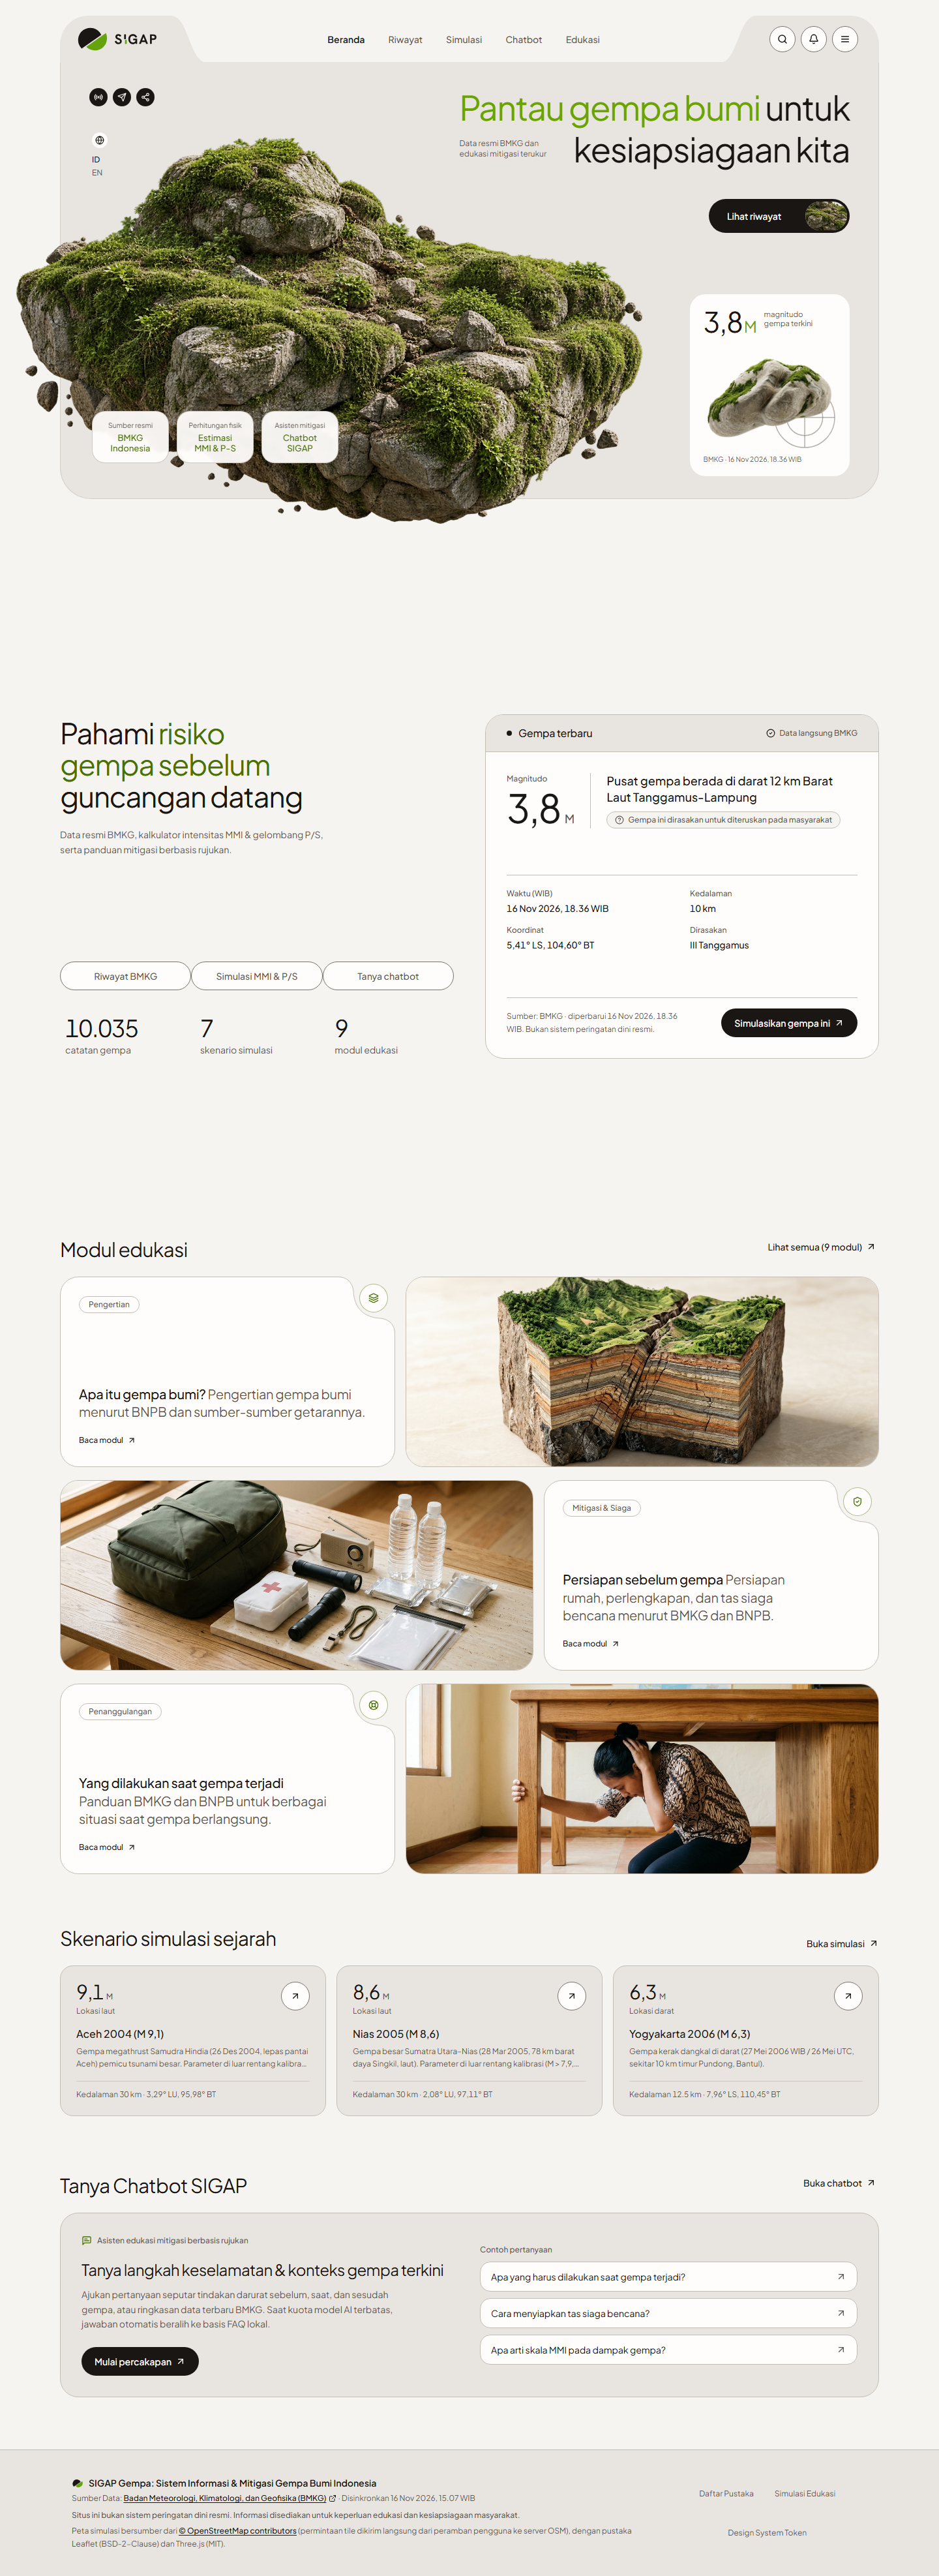 SIGAP
Beranda
Riwayat
Simulasi
Chatbot
Edukasi
Pantau gempa bumi untuk
kesiapsiagaan kita
Data resmi BMKG dan
edukasi mitigasi terukur
ID
EN
Lihat riwayat
3,8 M
magnitudo
gempa terkini
BMKG · 16 Nov 2026, 18.36 WIB
Sumber resmi
BMKG
Indonesia
Perhitungan fisik
Estimasi
MMI & P-S
Asisten mitigasi
Chatbot
SIGAP
Pahami risiko
gempa sebelum
guncangan datang
Data resmi BMKG, kalkulator intensitas MMI & gelombang P/S,
serta panduan mitigasi berbasis rujukan.
Riwayat BMKG
Simulasi MMI & P/S
Tanya chatbot
10.035
catatan gempa
7
skenario simulasi
9
modul edukasi
Gempa terbaru
Data langsung BMKG
Magnitudo
3,8 M
Pusat gempa berada di darat 12 km Barat
Laut Tanggamus-Lampung
Gempa ini dirasakan untuk diteruskan pada masyarakat
Waktu (WIB)
16 Nov 2026, 18.36 WIB
Kedalaman
10 km
Koordinat
5,41° LS, 104,60° BT
Dirasakan
III Tanggamus
Sumber: BMKG · diperbarui 16 Nov 2026, 18.36
WIB. Bukan sistem peringatan dini resmi.
Simulasikan gempa ini
Modul edukasi
Lihat semua (9 modul)
Pengertian
Apa itu gempa bumi? Pengertian gempa bumi
menurut BNPB dan sumber-sumber getarannya.
Baca modul
Mitigasi & Siaga
Persiapan sebelum gempa Persiapan
rumah, perlengkapan, dan tas siaga
bencana menurut BMKG dan BNPB.
Baca modul
Penanggulangan
Yang dilakukan saat gempa terjadi
Panduan BMKG dan BNPB untuk berbagai
situasi saat gempa berlangsung.
Baca modul
Skenario simulasi sejarah
Buka simulasi
9,1 M
Lokasi laut
Aceh 2004 (M 9,1)
Gempa megathrust Samudra Hindia (26 Des 2004, lepas pantai
Aceh) pemicu tsunami besar. Parameter di luar rentang kalibra...
Kedalaman 30 km · 3,29° LU, 95,98° BT
8,6 M
Lokasi laut
Nias 2005 (M 8,6)
Gempa besar Sumatra Utara–Nias (28 Mar 2005, 78 km barat
daya Singkil, laut). Parameter di luar rentang kalibrasi (M > 7,9,...
Kedalaman 30 km · 2,08° LU, 97,11° BT
6,3 M
Lokasi darat
Yogyakarta 2006 (M 6,3)
Gempa kerak dangkal di darat (27 Mei 2006 WIB / 26 Mei UTC,
sekitar 10 km timur Pundong, Bantul).
Kedalaman 12.5 km · 7,96° LS, 110,45° BT
Tanya Chatbot SIGAP
Buka chatbot
Asisten edukasi mitigasi berbasis rujukan
Tanya langkah keselamatan & konteks gempa terkini
Ajukan pertanyaan seputar tindakan darurat sebelum, saat, dan sesudah
gempa, atau ringkasan data terbaru BMKG. Saat kuota model AI terbatas,
jawaban otomatis beralih ke basis FAQ lokal.
Mulai percakapan
Contoh pertanyaan
Apa yang harus dilakukan saat gempa terjadi?
Cara menyiapkan tas siaga bencana?
Apa arti skala MMI pada dampak gempa?
SIGAP Gempa: Sistem Informasi & Mitigasi Gempa Bumi Indonesia
Sumber Data: Badan Meteorologi, Klimatologi, dan Geofisika (BMKG) · Disinkronkan 16 Nov 2026, 15.07 WIB
Situs ini bukan sistem peringatan dini resmi. Informasi disediakan untuk keperluan edukasi dan kesiapsiagaan masyarakat.
Peta simulasi bersumber dari © OpenStreetMap contributors (permintaan tile dikirim langsung dari peramban pengguna ke server OSM), dengan pustaka
Leaflet (BSD-2-Clause) dan Three.js (MIT).
Daftar Pustaka
Simulasi Edukasi
Design System Token